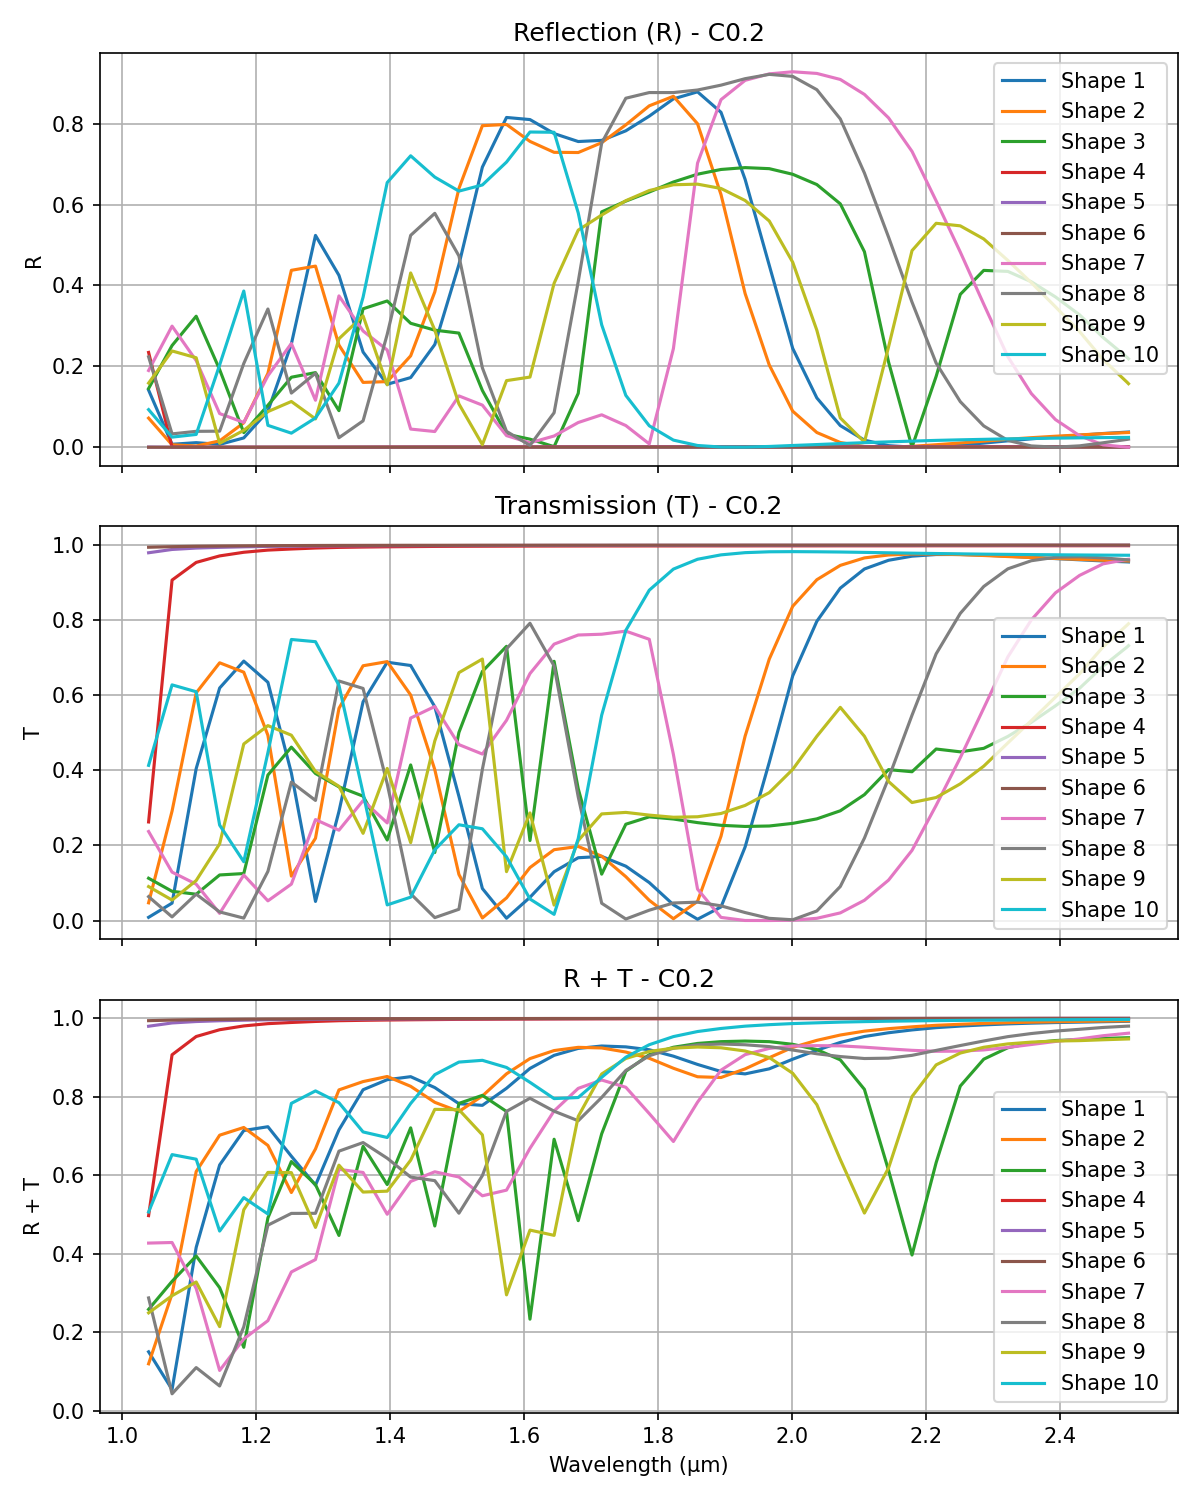 Reflection (R) - C0.2
R
0.8
0.6
0.4
0.2
0.0
Shape 1
Shape 2
Shape 3
Shape 4
Shape 5
Shape 6
Shape 7
Shape 8
Shape 9
Shape 10
Transmission (T) - C0.2
T
1.0
0.8
0.6
0.4
0.2
0.0
Shape 1
Shape 2
Shape 3
Shape 4
Shape 5
Shape 6
Shape 7
Shape 8
Shape 9
Shape 10
R + T - C0.2
R + T
1.0
0.8
0.6
0.4
0.2
0.0
Shape 1
Shape 2
Shape 3
Shape 4
Shape 5
Shape 6
Shape 7
Shape 8
Shape 9
Shape 10
1.0 1.2 1.4 1.6 1.8 2.0 2.2 2.4
Wavelength (μm)